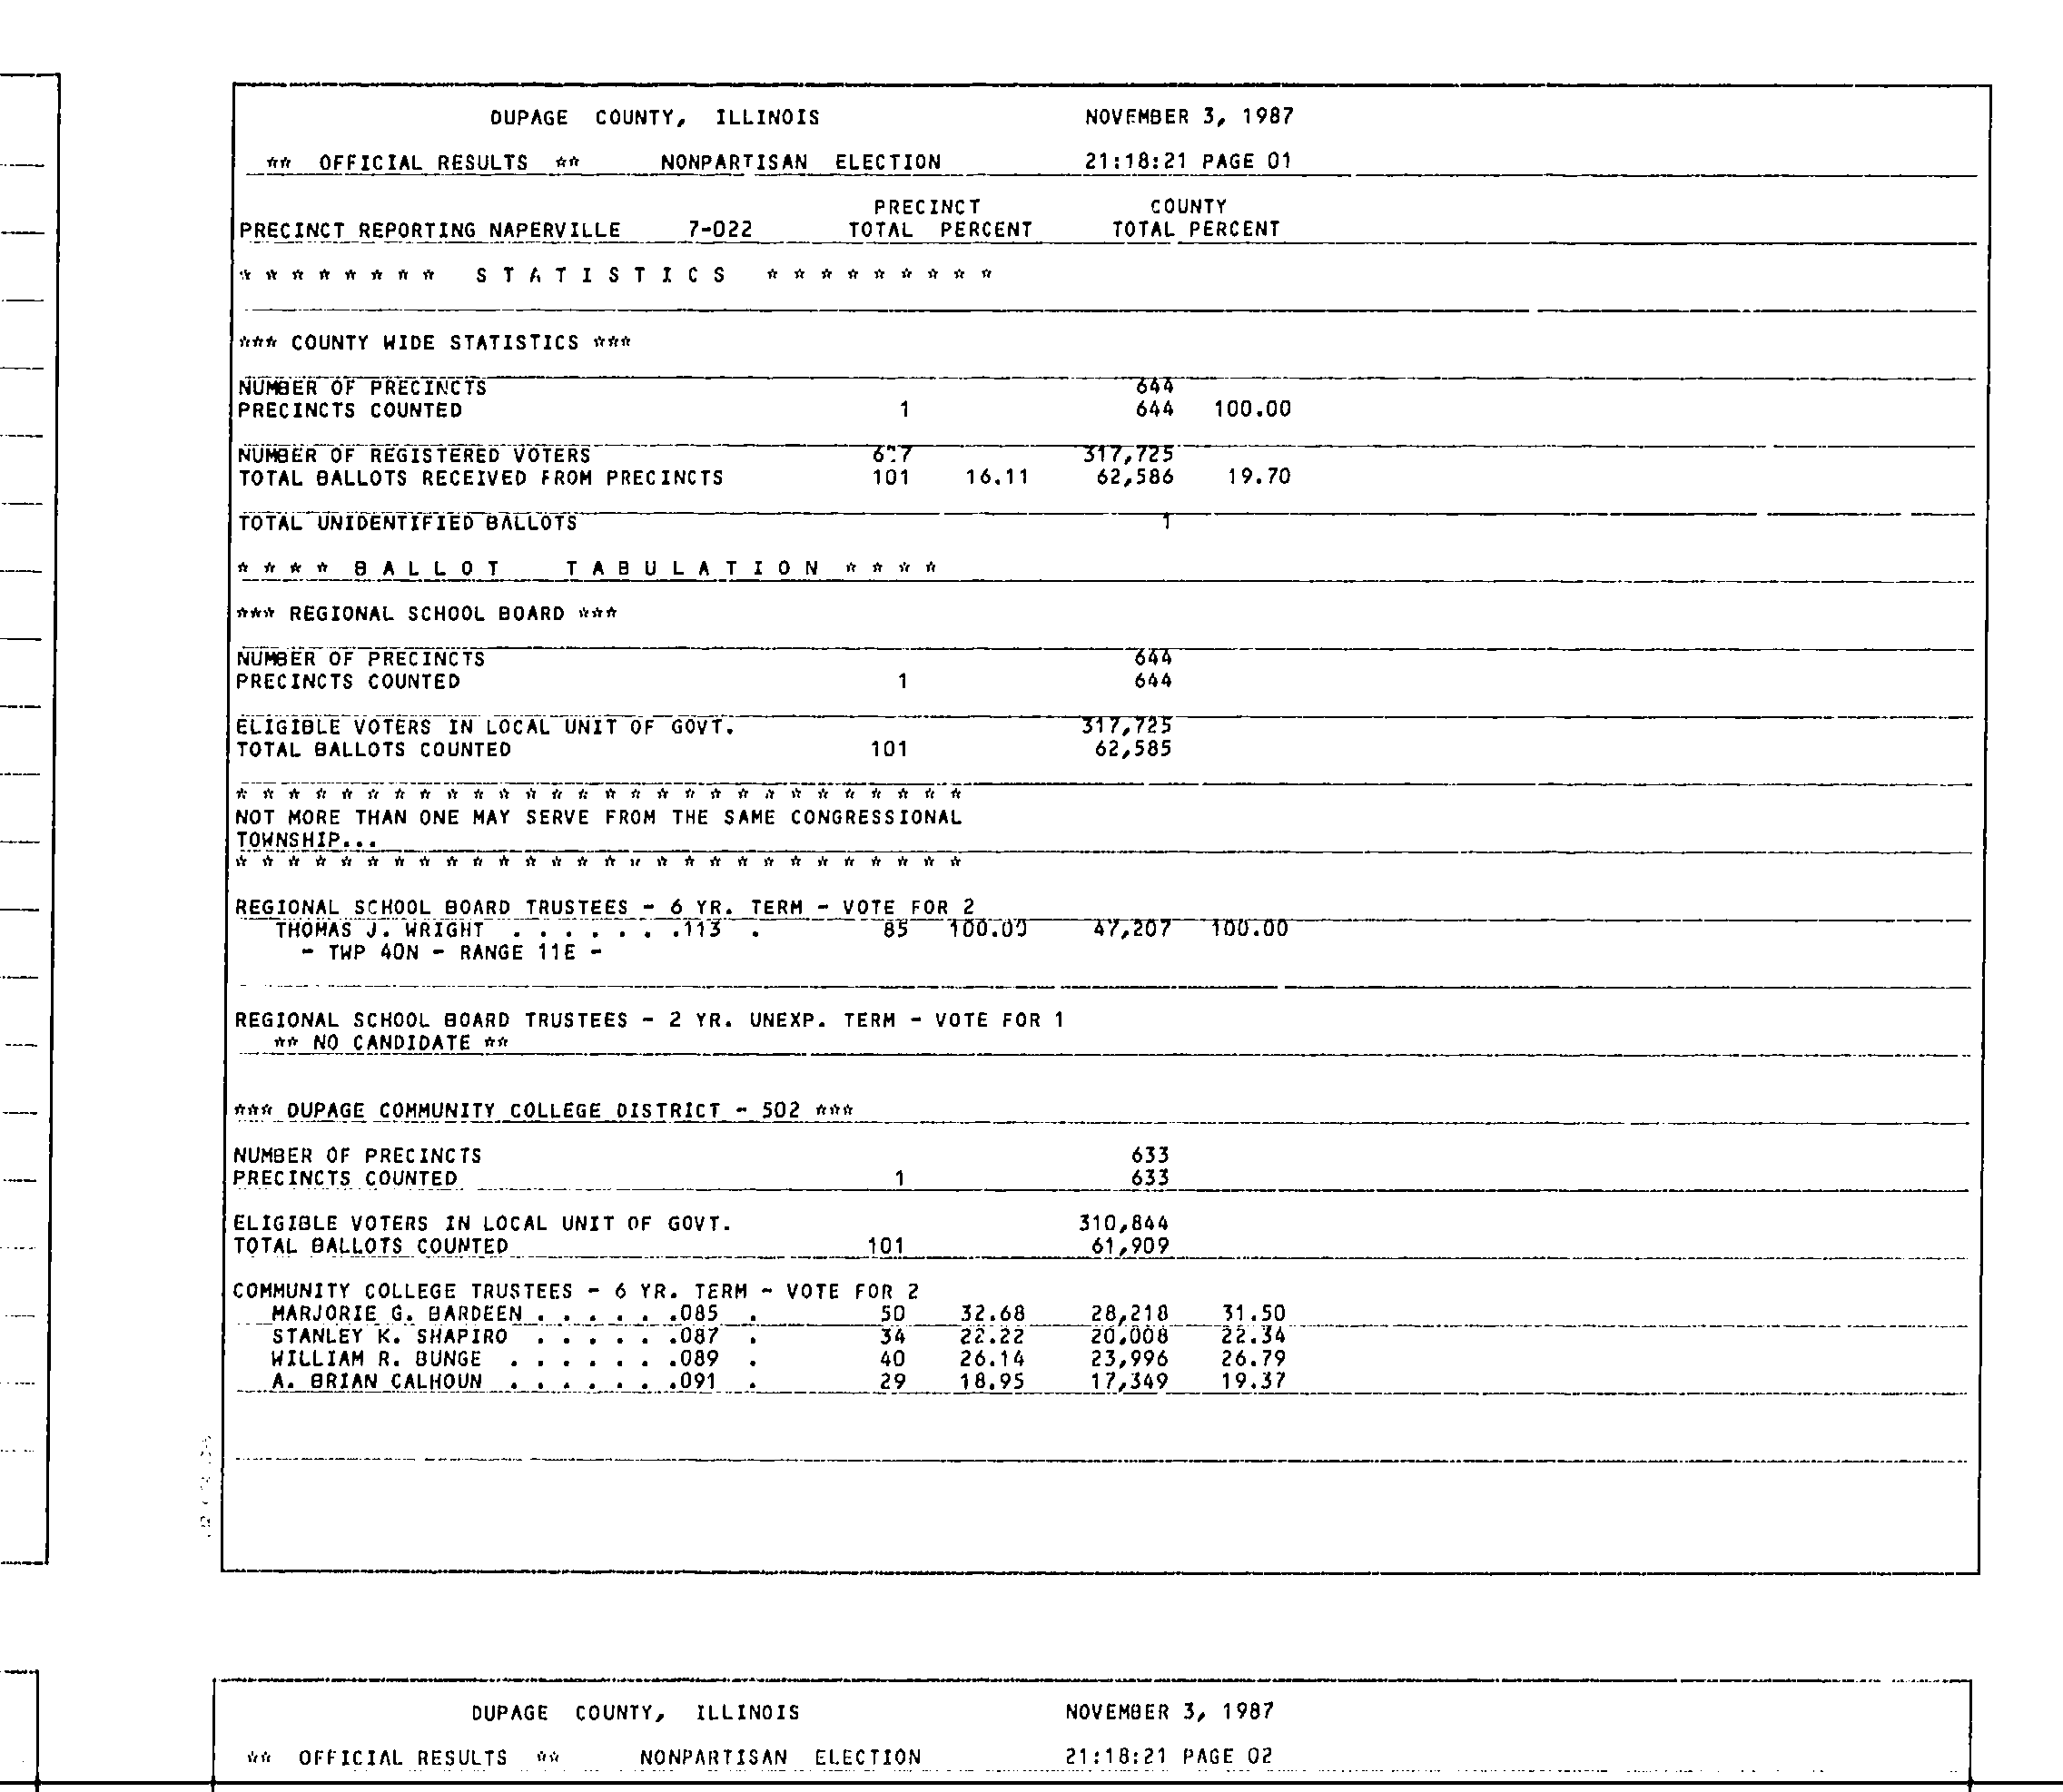 DUPAGE COUNTY, ILLINOIS NOVEMBER 3, 1987
** OFFICIAL RESULTS ** NONPARTISAN ELECTION 21:18:21 PAGE 01
PRECINCT COUNTY
PRECINCT REPORTING NAPERVILLE 7-022 TOTAL PERCENT TOTAL PERCENT
* * * * * * * * S T A T I S T I C S * * * * * * * * *
*** COUNTY WIDE STATISTICS ***
NUMBER OF PRECINCTS 644
PRECINCTS COUNTED 1 644 100.00
NUMBER OF REGISTERED VOTERS 317,725
TOTAL BALLOTS RECEIVED FROM PRECINCTS 101 16.11 62,586 19.70
TOTAL UNIDENTIFIED BALLOTS 1
* * * * B A L L O T T A B U L A T I O N * * * *
*** REGIONAL SCHOOL BOARD ***
NUMBER OF PRECINCTS 644
PRECINCTS COUNTED 1 644
ELIGIBLE VOTERS IN LOCAL UNIT OF GOVT. 317,725
TOTAL BALLOTS COUNTED 101 62,585
* * * * * * * * * * * * * * * * * * * * * * * * * * * *
NOT MORE THAN ONE MAY SERVE FROM THE SAME CONGRESSIONAL
TOWNSHIP...
* * * * * * * * * * * * * * * * * * * * * * * * * * * *
REGIONAL SCHOOL BOARD TRUSTEES - 6 YR. TERM - VOTE FOR 2
THOMAS J. WRIGHT . . . . . . .113 . 85 100.00 47,207 100.00
- TWP 40N - RANGE 11E -
REGIONAL SCHOOL BOARD TRUSTEES - 2 YR. UNEXP. TERM - VOTE FOR 1
** NO CANDIDATE **
*** DUPAGE COMMUNITY COLLEGE DISTRICT - 502 ***
NUMBER OF PRECINCTS 633
PRECINCTS COUNTED 1 633
ELIGIBLE VOTERS IN LOCAL UNIT OF GOVT. 310,844
TOTAL BALLOTS COUNTED 101 61,909
COMMUNITY COLLEGE TRUSTEES - 6 YR. TERM - VOTE FOR 2
MARJORIE G. BARDEEN . . . . . .085 . 50 32.68 28,218 31.50
STANLEY K. SHAPIRO . . . . . .087 . 34 22.22 20,008 22.34
WILLIAM R. BUNGE . . . . . . .089 . 40 26.14 23,996 26.79
A. BRIAN CALHOUN . . . . . . .091 . 29 18.95 17,349 19.37
DUPAGE COUNTY, ILLINOIS NOVEMBER 3, 1987
** OFFICIAL RESULTS ** NONPARTISAN ELECTION 21:18:21 PAGE 02